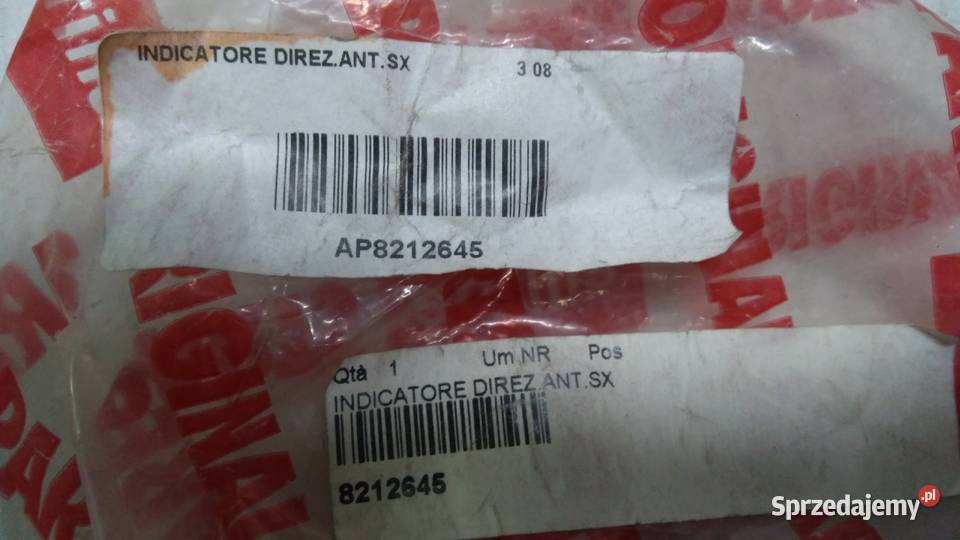 INDICATORE DIREZ.ANT.SX
3 08
AP8212645
Qtà 1 Um NR Pos
INDICATORE DIREZ.ANT.SX
8212645
Sprzedajemy.pl